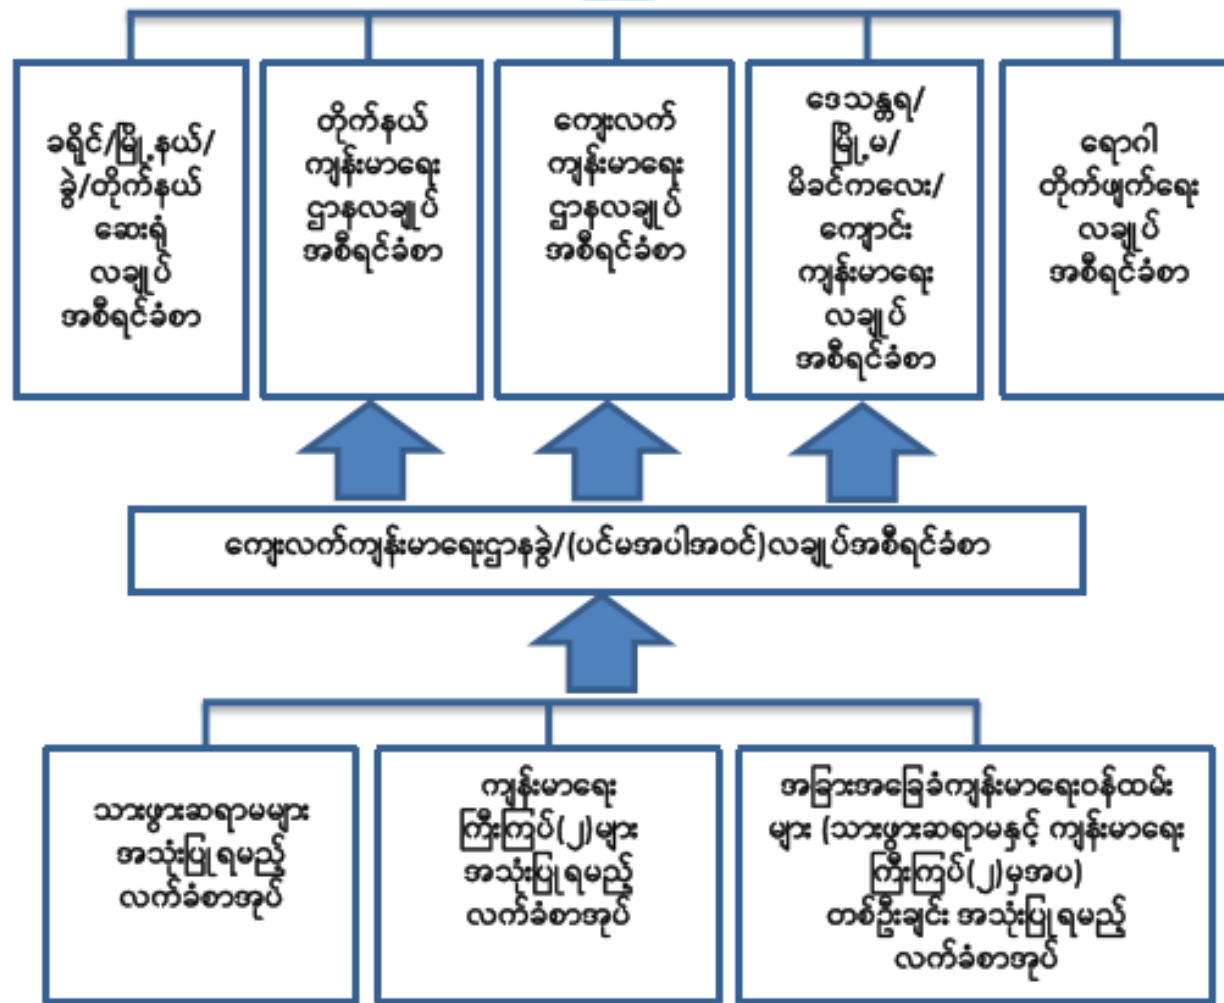 ခရိုင်/မြို့နယ်/
ခွဲ/တိုက်နယ်
ဆေးရုံ
လချုပ်
အစီရင်ခံစာ
တိုက်နယ်
ကျန်းမာရေး
ဌာနလချုပ်
အစီရင်ခံစာ
ကျေးလက်
ကျန်းမာရေး
ဌာနလချုပ်
အစီရင်ခံစာ
ဒေသန္တရ/
မြို့မ/
မိခင်ကလေး/
ကျောင်း
ကျန်းမာရေး
လချုပ်
အစီရင်ခံစာ
ရောဂါ
တိုက်ဖျက်ရေး
လချုပ်
အစီရင်ခံစာ
ကျေးလက်ကျန်းမာရေးဌာနခွဲ/(ပင်မအပါအဝင်)လချုပ်အစီရင်ခံစာ
သားဖွားဆရာမများ
အသုံးပြုရမည့်
လက်ခံစာအုပ်
ကျန်းမာရေး
ကြီးကြပ်(၂)များ
အသုံးပြုရမည့်
လက်ခံစာအုပ်
အခြားအခြေခံကျန်းမာရေးဝန်ထမ်း
များ (သားဖွားဆရာမနှင့် ကျန်းမာရေး
ကြီးကြပ်(၂)မှအပ)
တစ်ဦးချင်း အသုံးပြုရမည့်
လက်ခံစာအုပ်